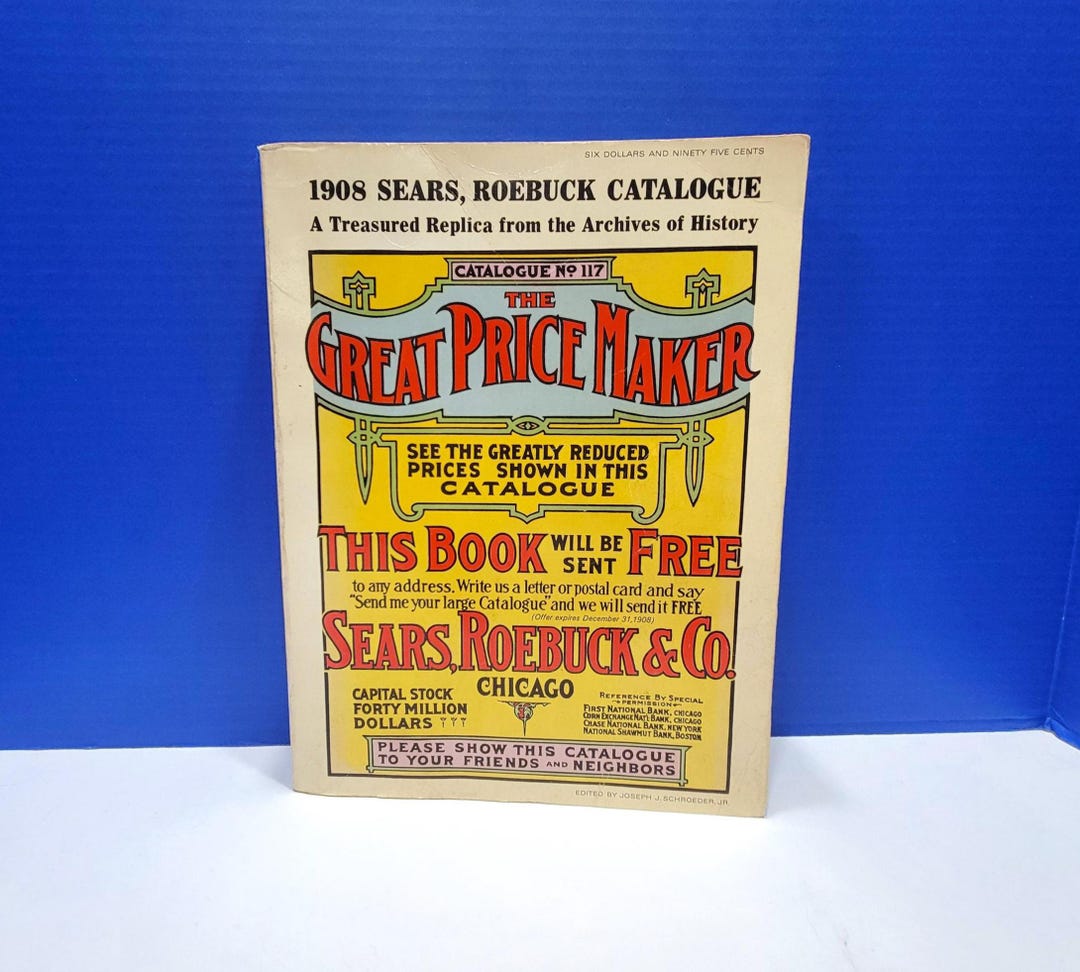 SIX DOLLARS AND NINETY FIVE CENTS
1908 SEARS, ROEBUCK CATALOGUE
A Treasured Replica from the Archives of History
CATALOGUE No 117
THE
GREAT PRICE MAKER
SEE THE GREATLY REDUCED
PRICES SHOWN IN THIS
CATALOGUE
THIS BOOK WILL BE SENT FREE
to any address. Write us a letter or postal card and say
"Send me your large Catalogue" and we will send it FREE
(Offer expires December 31, 1908)
SEARS, ROEBUCK & CO.
CHICAGO
CAPITAL STOCK
FORTY MILLION
DOLLARS
REFERENCE BY SPECIAL
PERMISSION
FIRST NATIONAL BANK, CHICAGO
CORN EXCHANGE NAT'L BANK, CHICAGO
CHASE NATIONAL BANK, NEW YORK
NATIONAL SHAWMUT BANK, BOSTON
PLEASE SHOW THIS CATALOGUE
TO YOUR FRIENDS AND NEIGHBORS
EDITED BY JOSEPH J. SCHROEDER, JR.